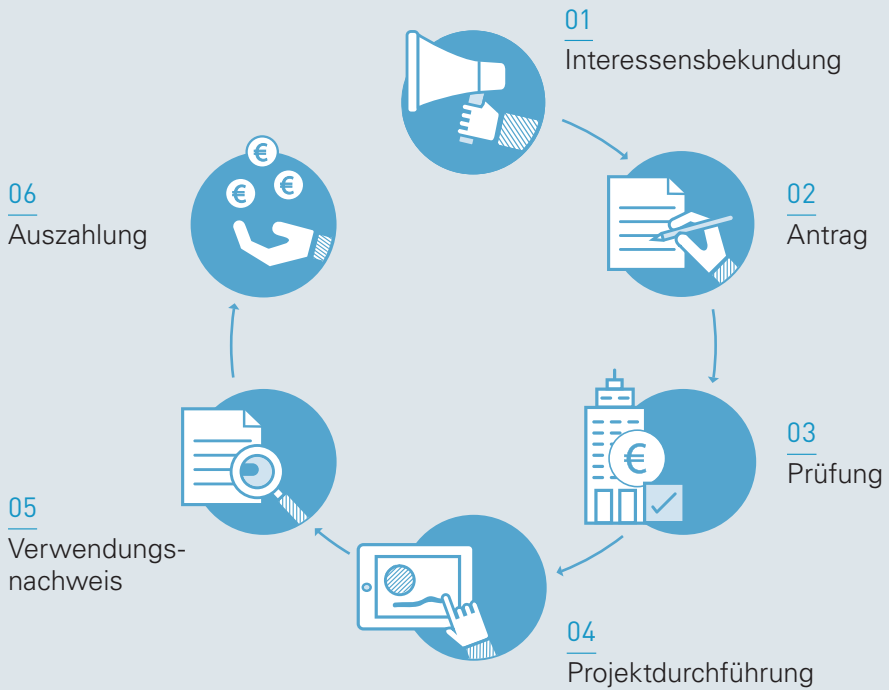 01
Interessensbekundung
02
Antrag
03
Prüfung
04
Projektdurchführung
05
Verwendungs-
nachweis
06
Auszahlung
€
€
€
€